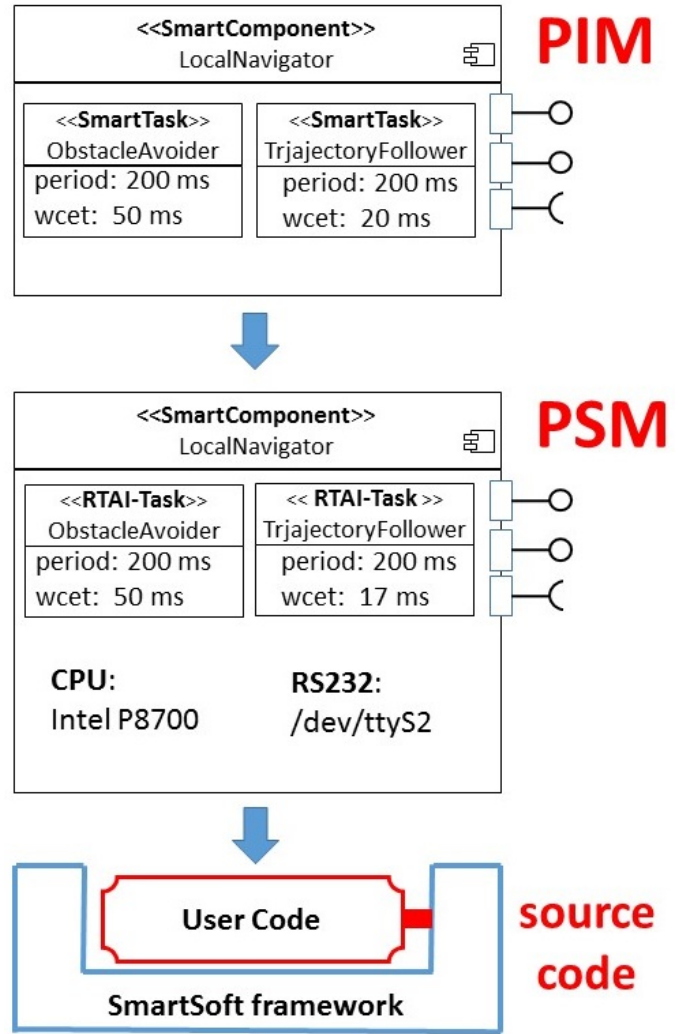 <<SmartComponent>>
LocalNavigator
PIM
<<SmartTask>>
ObstacleAvoider
period: 200 ms
wcet: 50 ms
<<SmartTask>>
TrjajectoryFollower
period: 200 ms
wcet: 20 ms
<<SmartComponent>>
LocalNavigator
PSM
<<RTAI-Task>>
ObstacleAvoider
period: 200 ms
wcet: 50 ms
<< RTAI-Task >>
TrjajectoryFollower
period: 200 ms
wcet: 17 ms
CPU:
Intel P8700
RS232:
/dev/ttyS2
User Code
SmartSoft framework
source
code